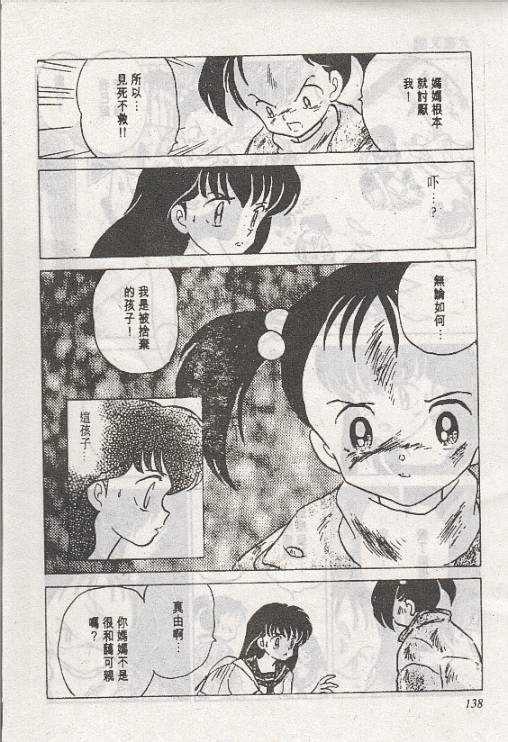 媽媽根本
就討厭
我！
所以…
見死不救!!
吓…？
無論如何…
我是被捨棄
的孩子！
這孩子…
真由啊…
你媽媽不是
很和藹可親
嗎？
138